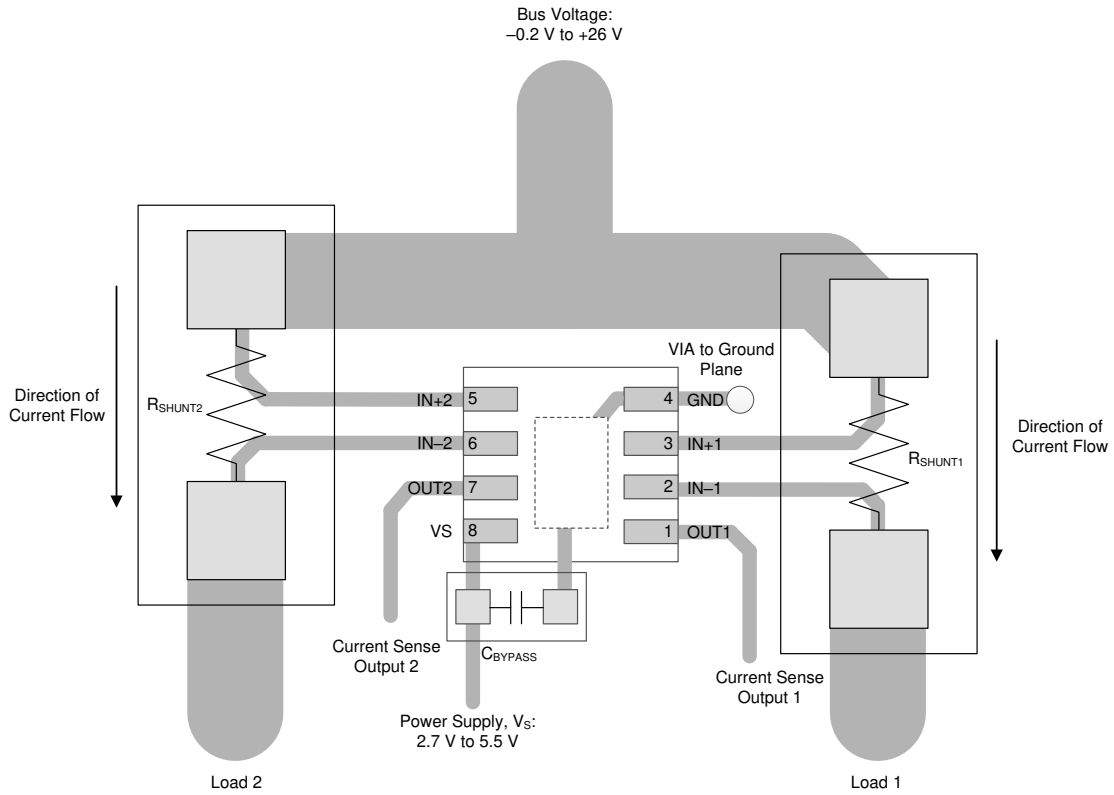 Bus Voltage:
–0.2 V to +26 V
VIA to Ground
Plane
Direction of
Current Flow
RSHUNT2
IN+2 5
4 GND
IN–2 6
3 IN+1
OUT2 7
2 IN–1
VS 8
1 OUT1
RSHUNT1
Direction of
Current Flow
Current Sense
Output 2
CBYPASS
Current Sense
Output 1
Power Supply, VS:
2.7 V to 5.5 V
Load 2
Load 1